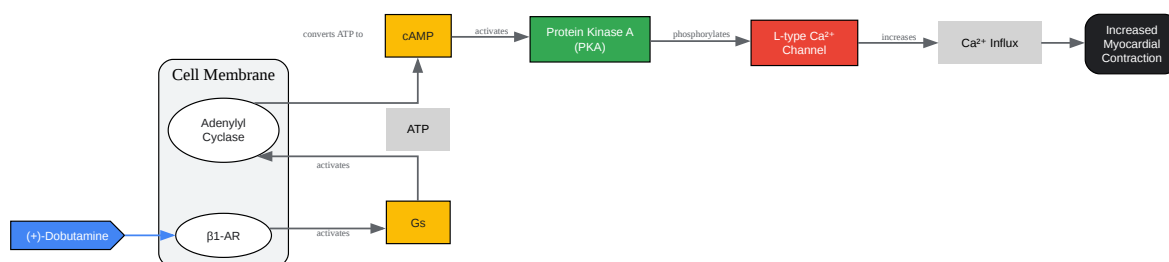 converts ATP to
cAMP
activates
Protein Kinase A
(PKA)
phosphorylates
L-type Ca²⁺
Channel
increases
Ca²⁺ Influx
Increased
Myocardial
Contraction
Cell Membrane
Adenylyl
Cyclase
ATP
activates
(+)-Dobutamine
β1-AR
activates
Gs